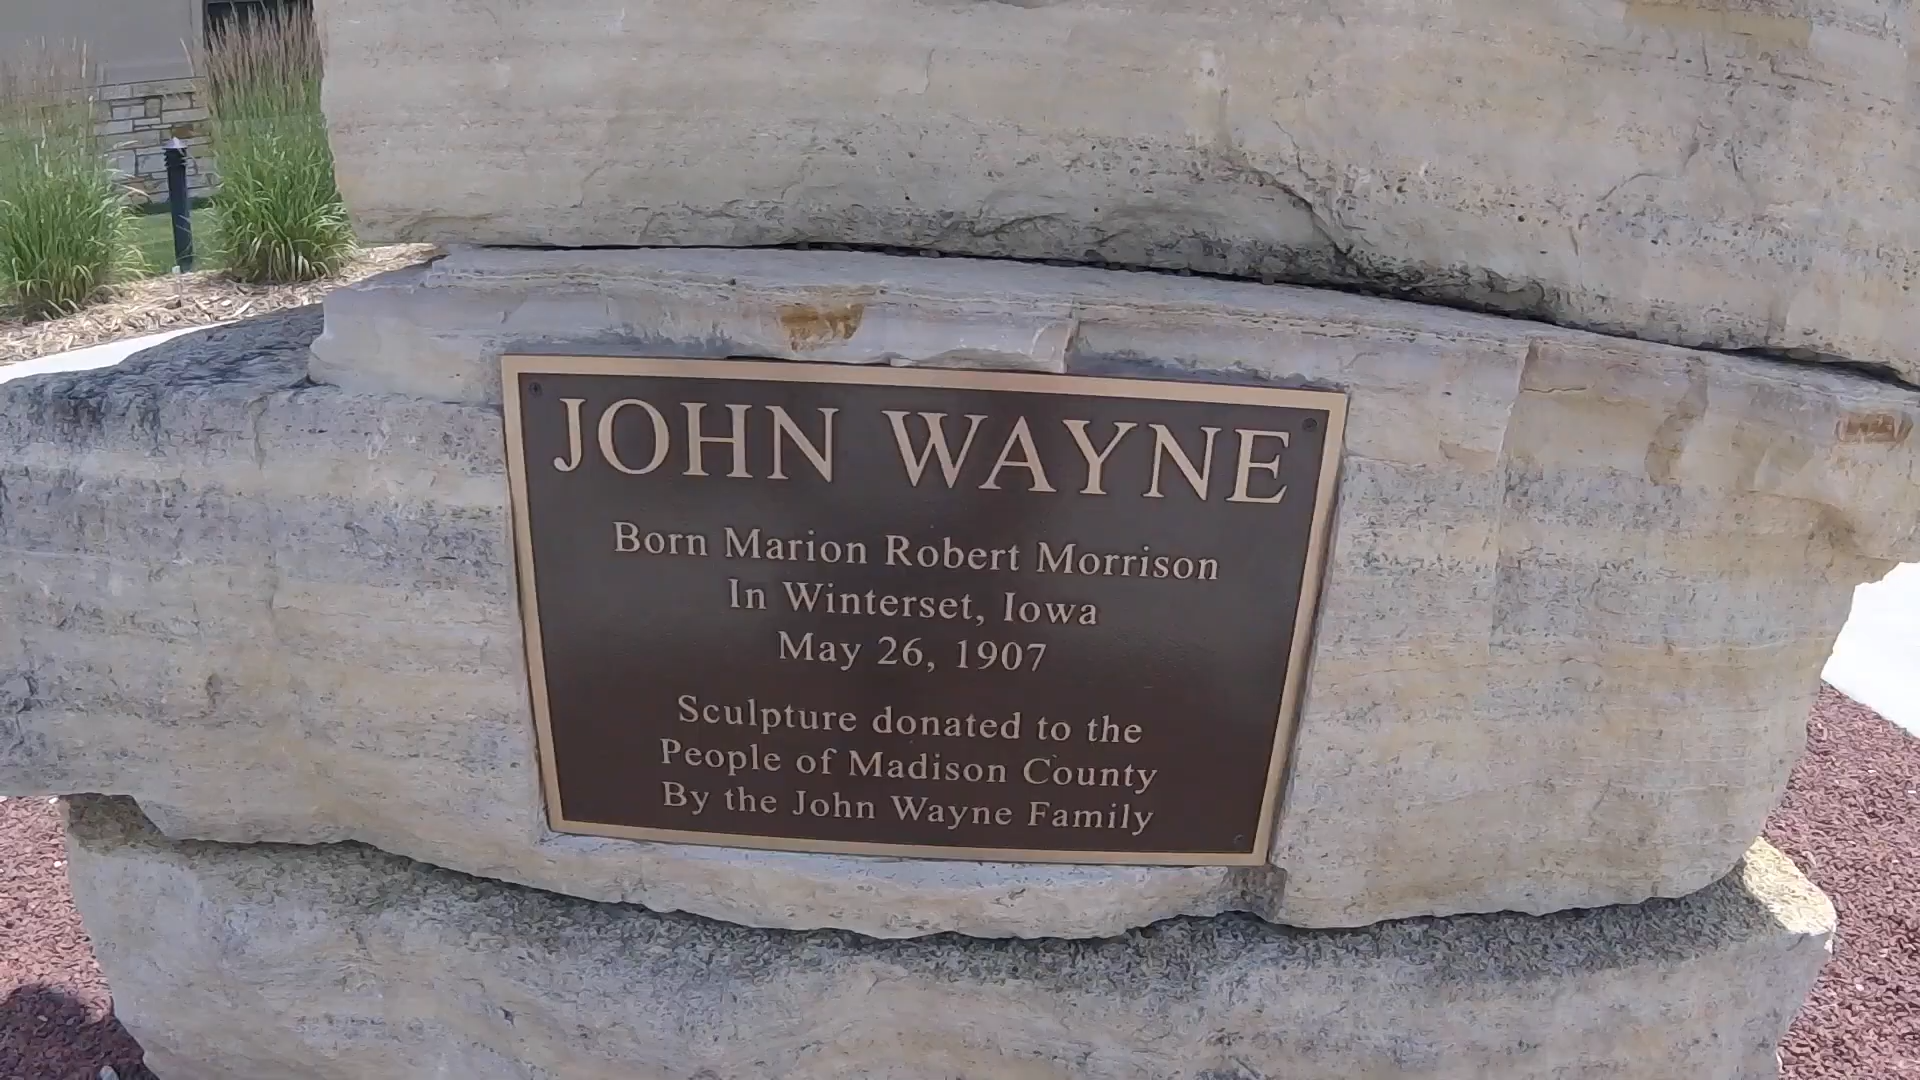 JOHN WAYNE
Born Marion Robert Morrison
In Winterset, Iowa
May 26, 1907
Sculpture donated to the
People of Madison County
By the John Wayne Family